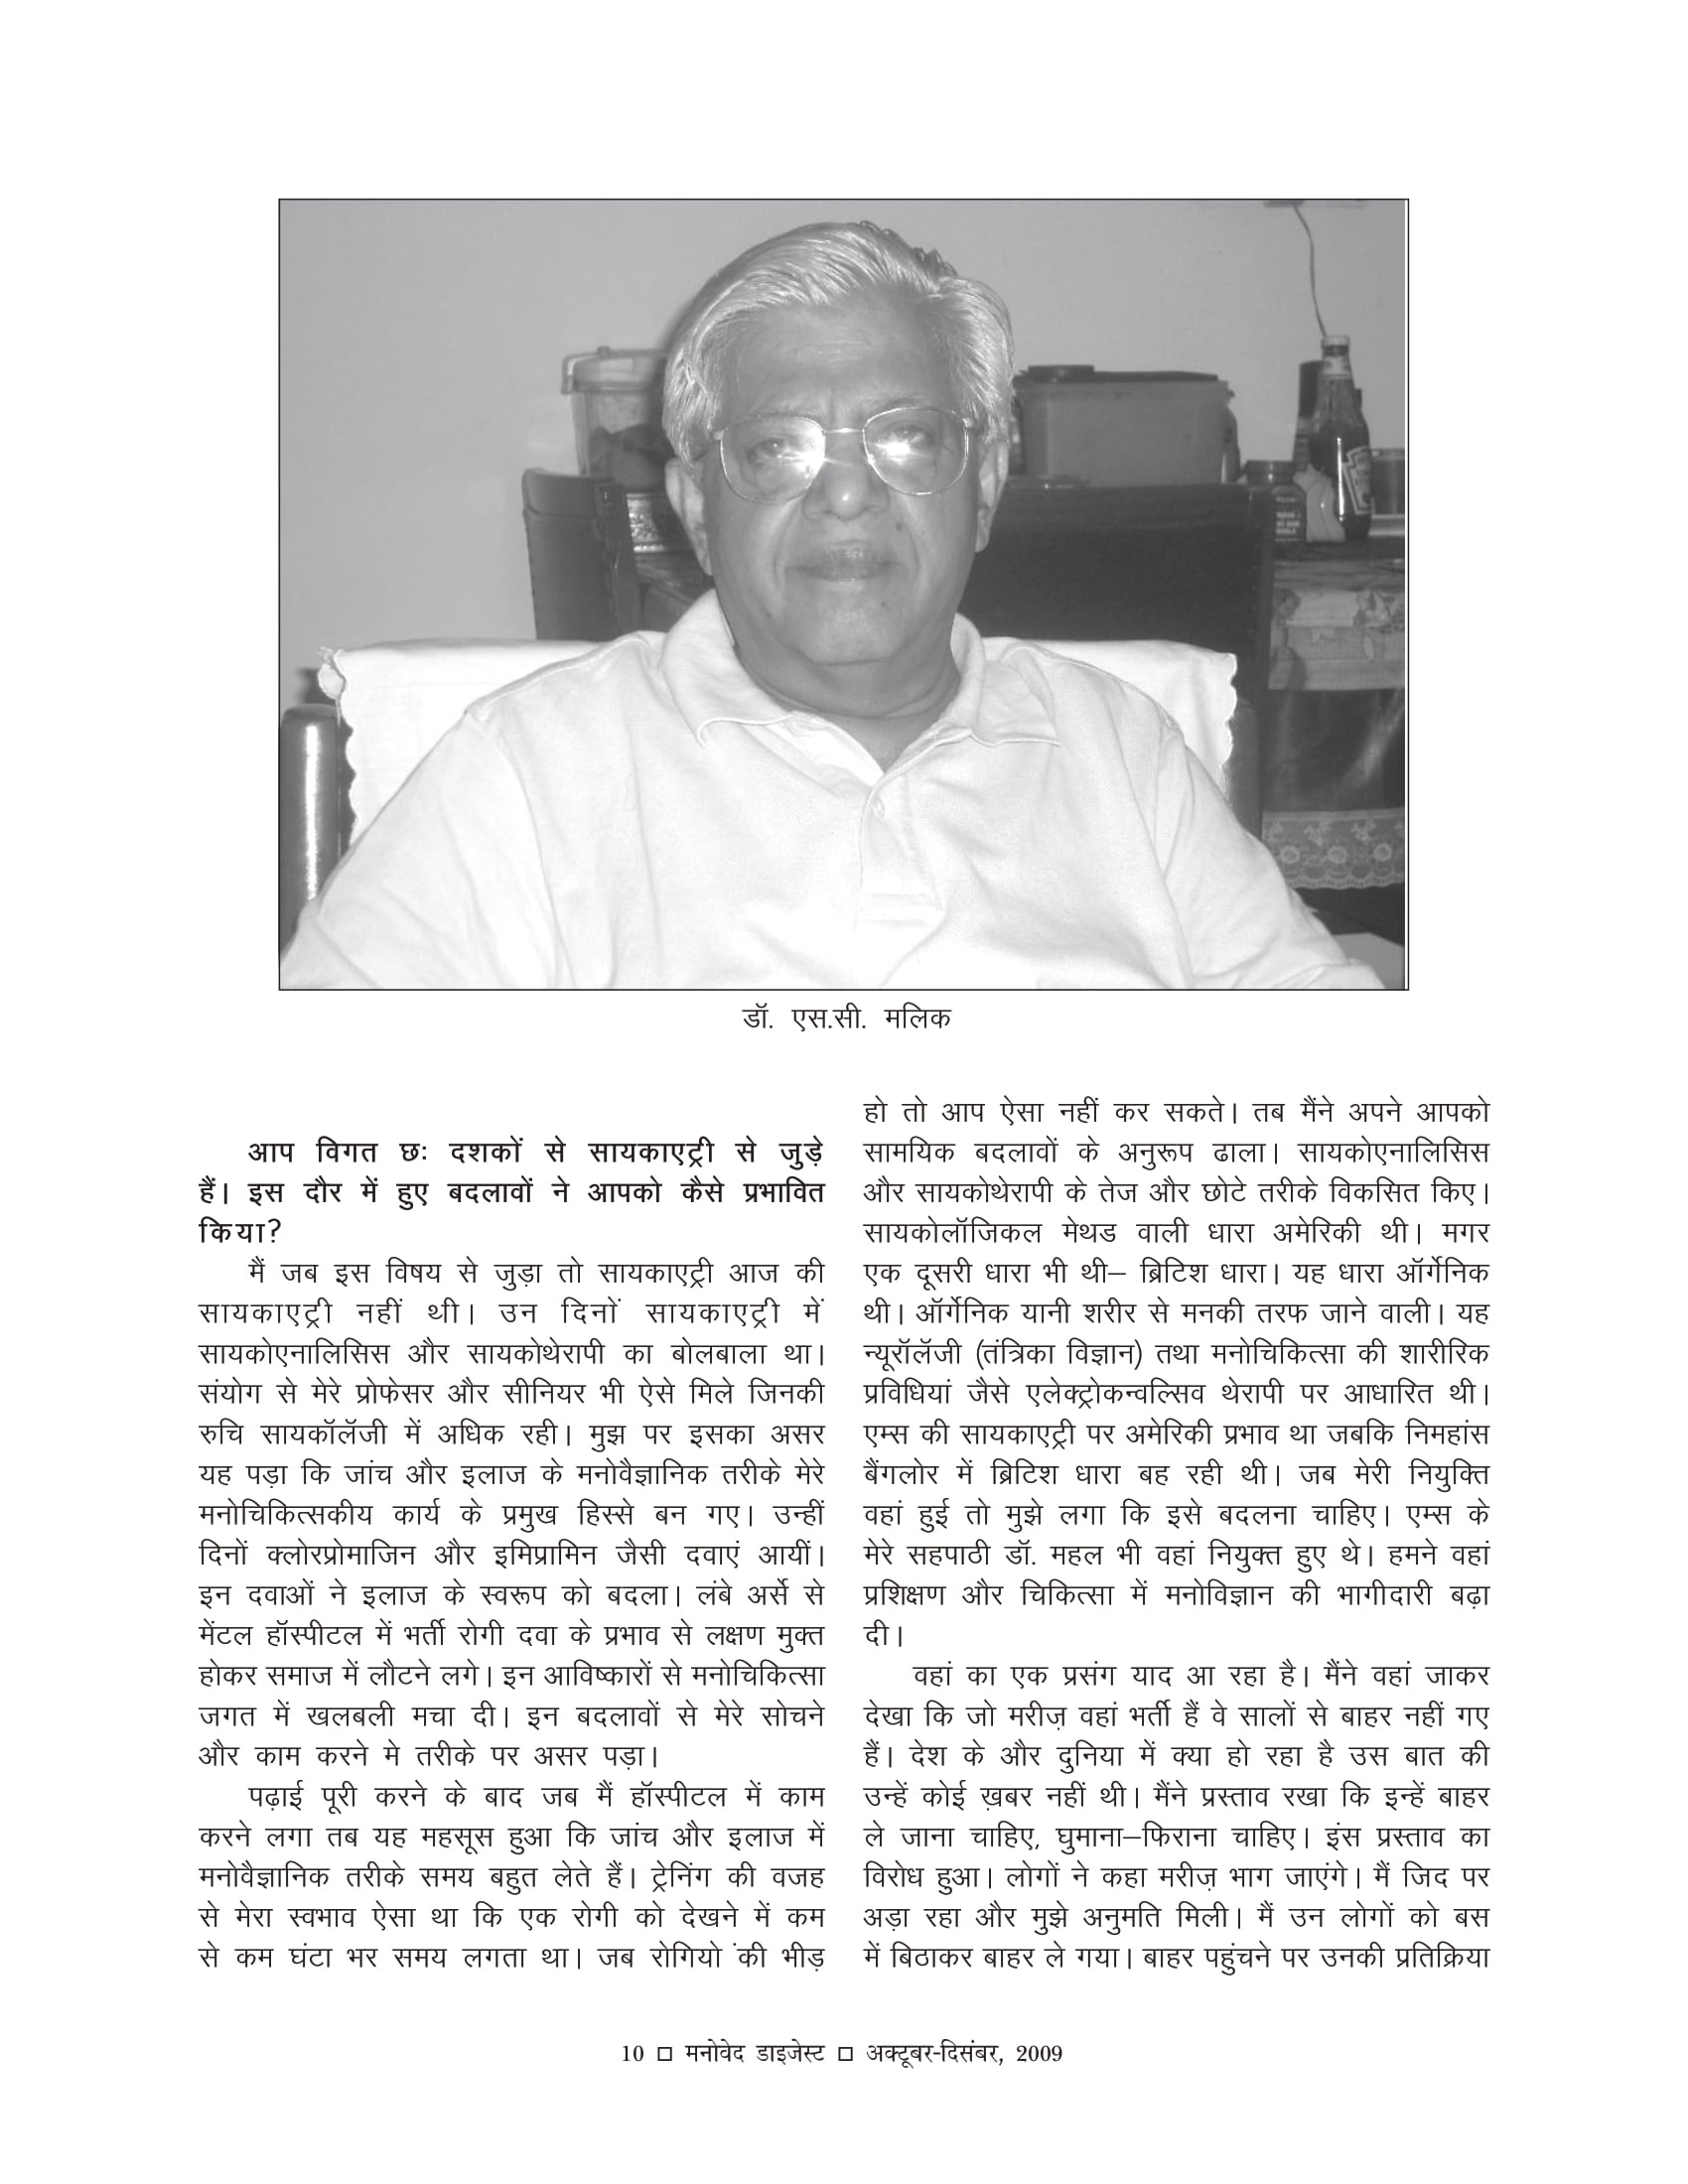 डॉ. एस.सी. मलिक
आप विगत छः दशकों से सायकाएट्री से जुड़े
हैं। इस दौर में हुए बदलावों ने आपको कैसे प्रभावित
किया?
मैं जब इस विषय से जुड़ा तो सायकाएट्री आज की
सायकाएट्री नहीं थी। उन दिनों सायकाएट्री में
सायकोएनालिसिस और सायकोथेरापी का बोलबाला था।
संयोग से मेरे प्रोफेसर और सीनियर भी ऐसे मिले जिनकी
रुचि सायकॉलॅजी में अधिक रही। मुझ पर इसका असर
यह पड़ा कि जांच और इलाज के मनोवैज्ञानिक तरीके मेरे
मनोचिकित्सकीय कार्य के प्रमुख हिस्से बन गए। उन्हीं
दिनों क्लोरप्रोमाजिन और इमिप्रामिन जैसी दवाएं आयीं।
इन दवाओं ने इलाज के स्वरूप को बदला। लंबे अर्से से
मेंटल हॉस्पीटल में भर्ती रोगी दवा के प्रभाव से लक्षण मुक्त
होकर समाज में लौटने लगे। इन आविष्कारों से मनोचिकित्सा
जगत में खलबली मचा दी। इन बदलावों से मेरे सोचने
और काम करने मे तरीके पर असर पड़ा।
पढ़ाई पूरी करने के बाद जब मैं हॉस्पीटल में काम
करने लगा तब यह महसूस हुआ कि जांच और इलाज में
मनोवैज्ञानिक तरीके समय बहुत लेते हैं। ट्रेनिंग की वजह
से मेरा स्वभाव ऐसा था कि एक रोगी को देखने में कम
से कम घंटा भर समय लगता था। जब रोगियों की भीड़
हो तो आप ऐसा नहीं कर सकते। तब मैंने अपने आपको
सामयिक बदलावों के अनुरूप ढाला। सायकोएनालिसिस
और सायकोथेरापी के तेज और छोटे तरीके विकसित किए।
सायकोलॉजिकल मेथड वाली धारा अमेरिकी थी। मगर
एक दूसरी धारा भी थी– ब्रिटिश धारा। यह धारा ऑर्गेनिक
थी। ऑर्गेनिक यानी शरीर से मनकी तरफ जाने वाली। यह
न्यूरॉलॅजी (तंत्रिका विज्ञान) तथा मनोचिकित्सा की शारीरिक
प्रविधियां जैसे एलेक्ट्रोकन्वल्सिव थेरापी पर आधारित थी।
एम्स की सायकाएट्री पर अमेरिकी प्रभाव था जबकि निमहांस
बैंगलोर में ब्रिटिश धारा बह रही थी। जब मेरी नियुक्ति
वहां हुई तो मुझे लगा कि इसे बदलना चाहिए। एम्स के
मेरे सहपाठी डॉ. महल भी वहां नियुक्त हुए थे। हमने वहां
प्रशिक्षण और चिकित्सा में मनोविज्ञान की भागीदारी बढ़ा
दी।
वहां का एक प्रसंग याद आ रहा है। मैंने वहां जाकर
देखा कि जो मरीज़ वहां भर्ती हैं वे सालों से बाहर नहीं गए
हैं। देश के और दुनिया में क्या हो रहा है उस बात की
उन्हें कोई ख़बर नहीं थी। मैंने प्रस्ताव रखा कि इन्हें बाहर
ले जाना चाहिए, घुमाना–फिराना चाहिए। इंस प्रस्ताव का
विरोध हुआ। लोगों ने कहा मरीज़ भाग जाएंगे। मैं जिद पर
अड़ा रहा और मुझे अनुमति मिली। मैं उन लोगों को बस
में बिठाकर बाहर ले गया। बाहर पहुंचने पर उनकी प्रतिक्रिया
10 □ मनोवेद डाइजेस्ट □ अक्टूबर-दिसंबर, 2009